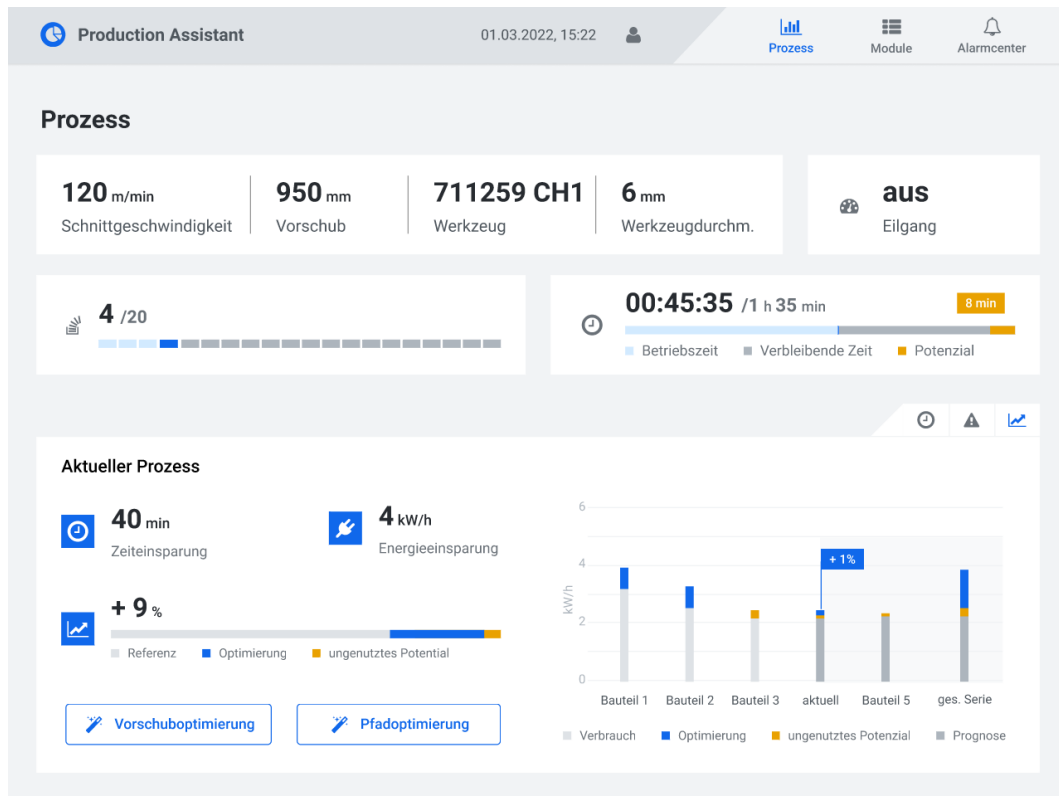 Production Assistant
01.03.2022, 15:22
Prozess
Module
Alarmcenter
Prozess
120 m/min
Schnittgeschwindigkeit
950 mm
Vorschub
711259 CH1
Werkzeug
6 mm
Werkzeugdurchm.
aus
Eilgang
4 /20
00:45:35 /1 h 35 min
8 min
Betriebszeit
Verbleibende Zeit
Potenzial
Aktueller Prozess
40 min
Zeiteinsparung
4 kW/h
Energieeinsparung
+ 9 %
Referenz
Optimierung
ungenutztes Potential
Vorschuboptimierung
Pfadoptimierung
6
4
2
0
kW/h
+ 1%
Bauteil 1
Bauteil 2
Bauteil 3
aktuell
Bauteil 5
ges. Serie
Verbrauch
Optimierung
ungenutztes Potenzial
Prognose